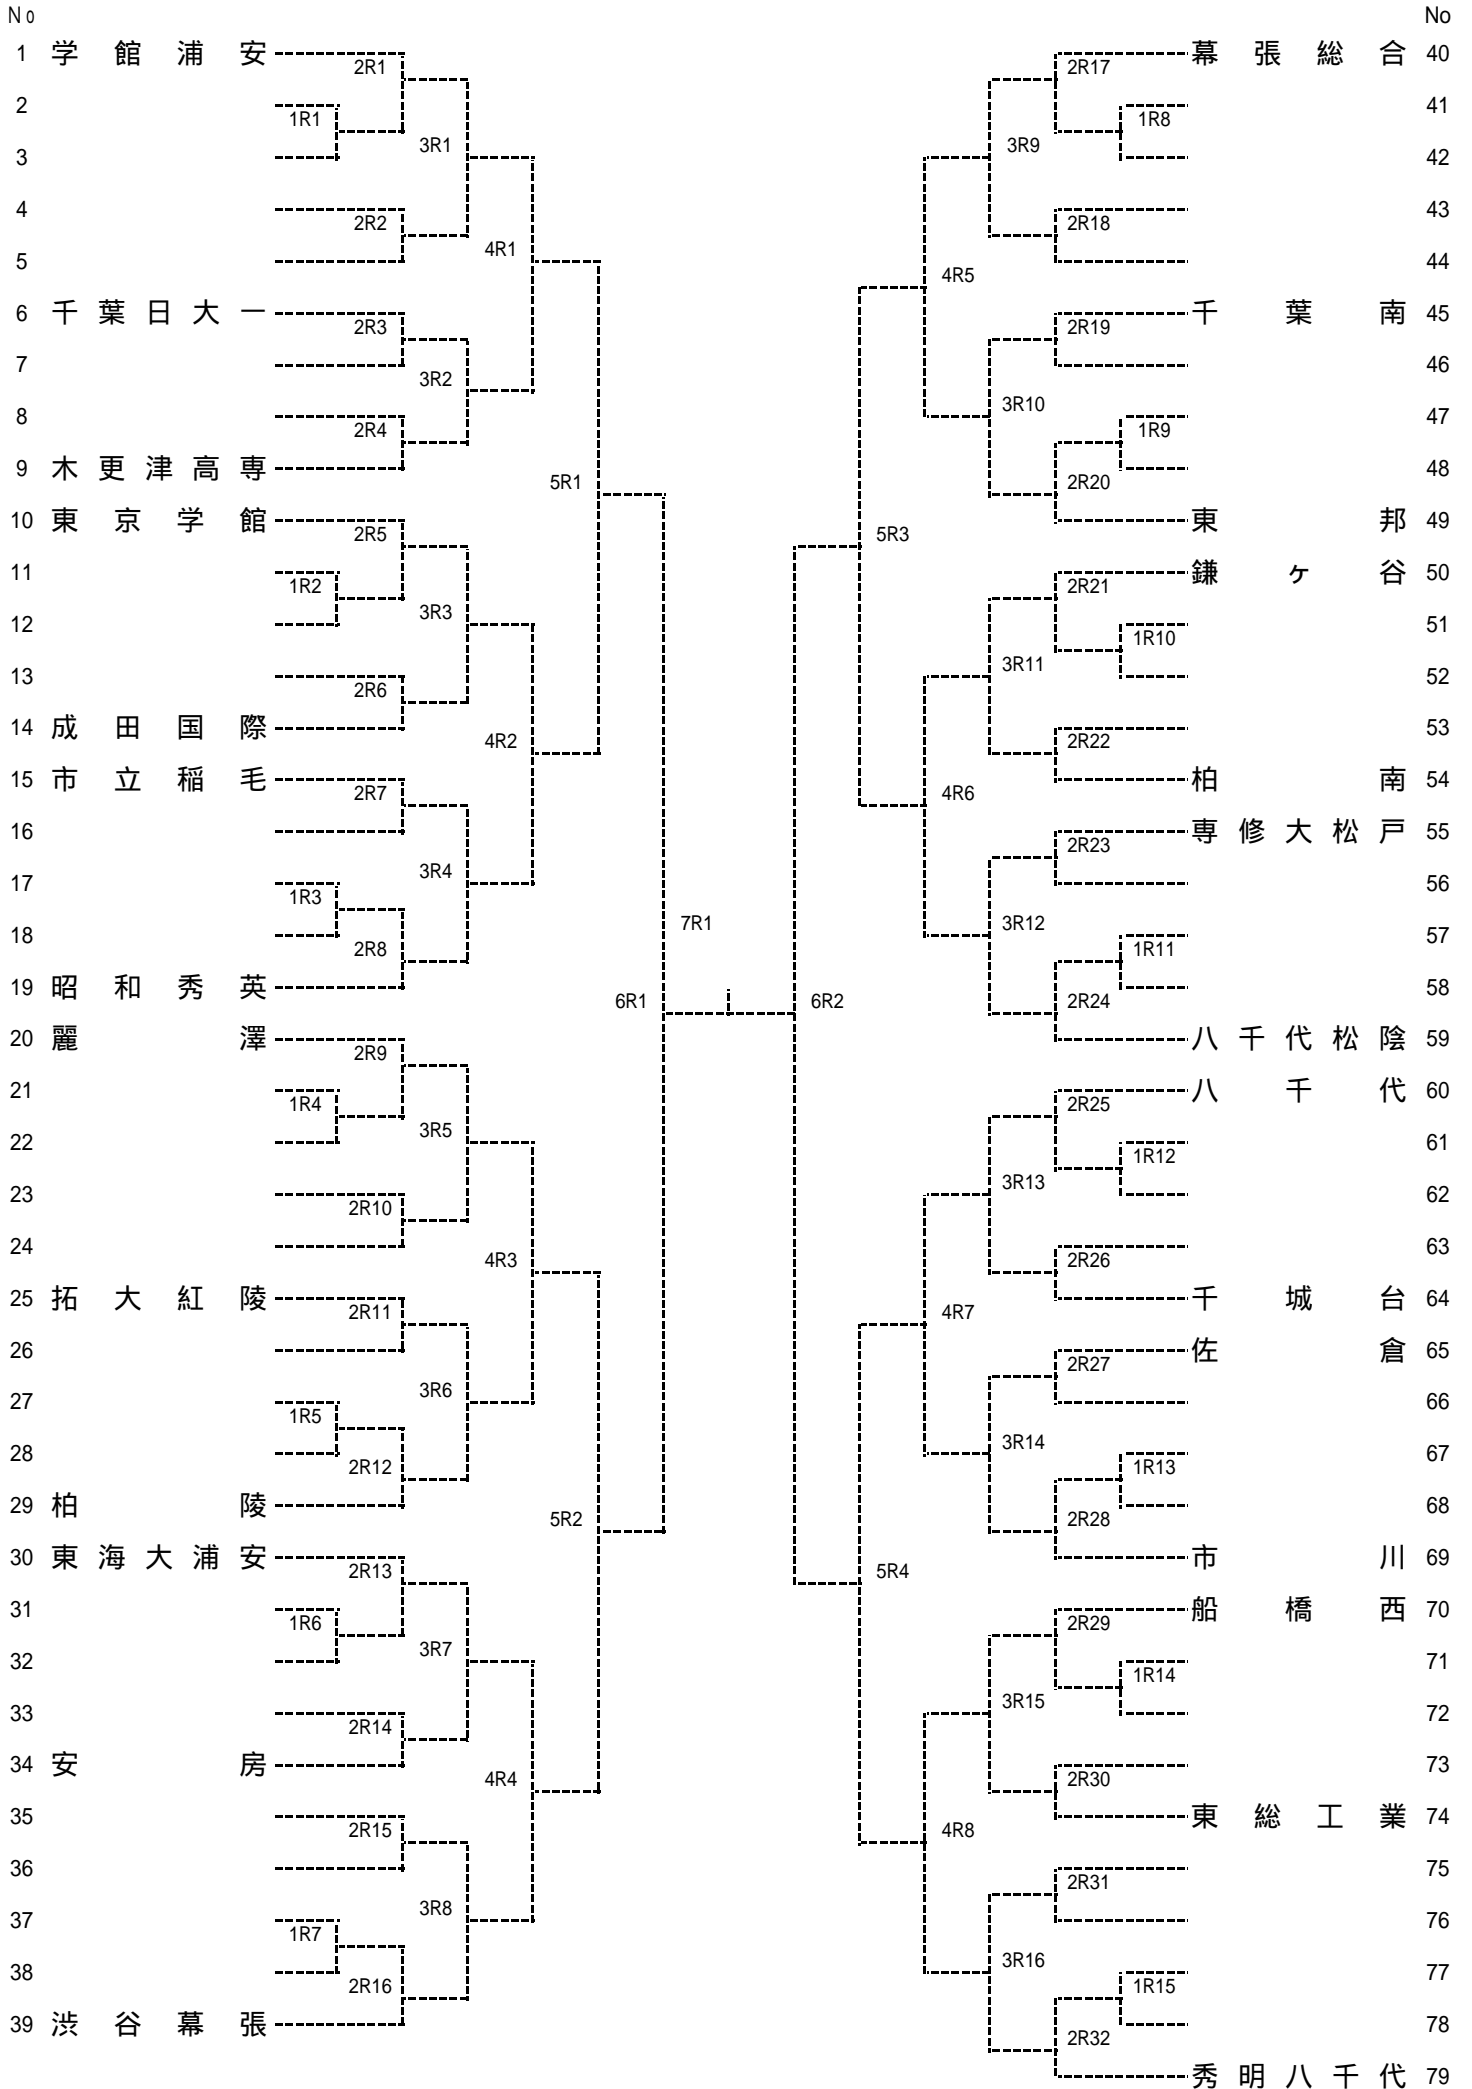 No No
1 学館浦安 2R1 2R17 幕張総合 40
2 1R1 1R8 41
3 3R1 3R9 42
4 2R2 2R18 43
5 4R1 4R5 44
6 千葉日大一 2R3 2R19 千葉南 45
7 3R2 46
8 2R4 3R10 1R9 47
9 木更津高専 5R1 2R20 48
10 東京学館 2R5 5R3 東邦 49
11 1R2 2R21 鎌ヶ谷 50
12 3R3 1R10 51
13 2R6 3R11 52
14 成田国際 4R2 2R22 53
15 市立稲毛 2R7 4R6 柏南 54
16 2R23 専修大松戸 55
17 1R3 3R4 56
18 2R8 7R1 3R12 1R11 57
19 昭和秀英 6R1 6R2 2R24 58
20 麗澤 2R9 八千代松陰 59
21 1R4 2R25 八千代 60
22 3R5 1R12 61
23 2R10 3R13 62
24 4R3 2R26 63
25 拓大紅陵 2R11 4R7 千城台 64
26 2R27 佐倉 65
27 1R5 3R6 66
28 2R12 3R14 1R13 67
29 柏陵 5R2 2R28 68
30 東海大浦安 2R13 5R4 市川 69
31 1R6 2R29 船橋西 70
32 3R7 1R14 71
33 2R14 3R15 72
34 安房 4R4 2R30 73
35 2R15 4R8 東総工業 74
36 2R31 75
37 1R7 3R8 76
38 2R16 3R16 1R15 77
39 渋谷幕張 2R32 78
秀明八千代 79